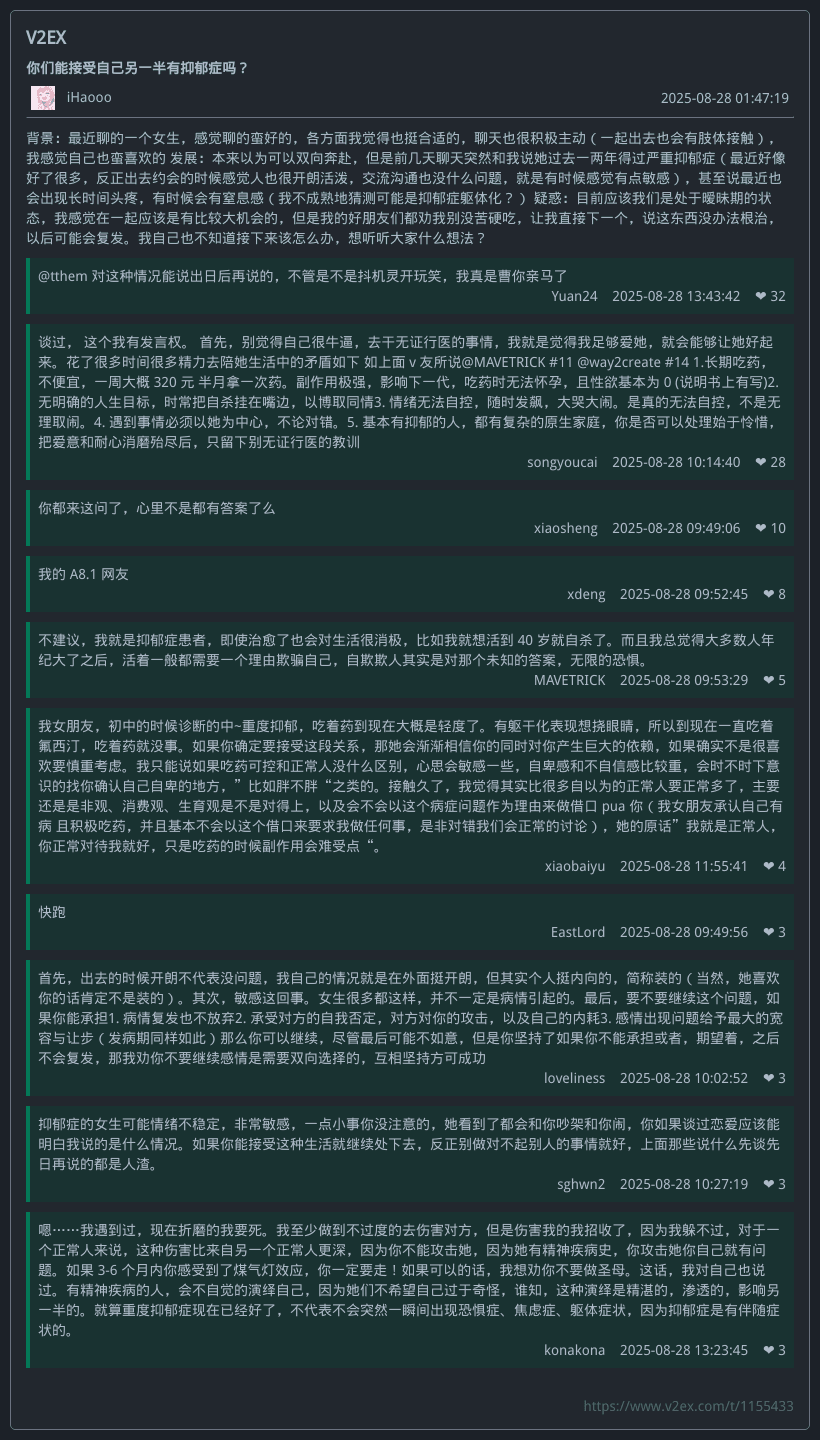 V2EX
你们能接受自己另一半有抑郁症吗？
iHaooo 2025-08-28 01:47:19
背景：最近聊的一个女生，感觉聊的蛮好的，各方面我觉得也挺合适的，聊天也很积极主动（一起出去也会有肢体接触），
我感觉自己也蛮喜欢的 发展：本来以为可以双向奔赴，但是前几天聊天突然和我说她过去一两年得过严重抑郁症（最近好像
好了很多，反正出去约会的时候感觉人也很开朗活泼，交流沟通也没什么问题，就是有时候感觉有点敏感），甚至说最近也
会出现长时间头疼，有时候会有窒息感（我不成熟地猜测可能是抑郁症躯体化？）疑惑：目前应该我们是处于暧昧期的状
态，我感觉在一起应该是有比较大机会的，但是我的好朋友们都劝我别没苦硬吃，让我直接下一个，说这东西没办法根治，
以后可能会复发。我自己也不知道接下来该怎么办，想听听大家什么想法？
@tthem 对这种情况能说出日后再说的，不管是不是抖机灵开玩笑，我真是曹你亲马了
Yuan24 2025-08-28 13:43:42 ❤ 32
谈过， 这个我有发言权。 首先，别觉得自己很牛逼，去干无证行医的事情，我就是觉得我足够爱她，就会能够让她好起
来。花了很多时间很多精力去陪她生活中的矛盾如下 如上面 v 友所说@MAVETRICK #11 @way2create #14 1.长期吃药，
不便宜，一周大概 320 元 半月拿一次药。副作用极强，影响下一代，吃药时无法怀孕，且性欲基本为 0 (说明书上有写)2.
无明确的人生目标，时常把自杀挂在嘴边，以博取同情3. 情绪无法自控，随时发飙，大哭大闹。是真的无法自控，不是无
理取闹。4. 遇到事情必须以她为中心，不论对错。5. 基本有抑郁的人，都有复杂的原生家庭，你是否可以处理始于怜惜，
把爱意和耐心消磨殆尽后，只留下别无证行医的教训
songyoucai 2025-08-28 10:14:40 ❤ 28
你都来这问了，心里不是都有答案了么
xiaosheng 2025-08-28 09:49:06 ❤ 10
我的 A8.1 网友
xdeng 2025-08-28 09:52:45 ❤ 8
不建议，我就是抑郁症患者，即使治愈了也会对生活很消极，比如我就想活到 40 岁就自杀了。而且我总觉得大多数人年
纪大了之后，活着一般都需要一个理由欺骗自己，自欺欺人其实是对那个未知的答案，无限的恐惧。
MAVETRICK 2025-08-28 09:53:29 ❤ 5
我女朋友，初中的时候诊断的中~重度抑郁，吃着药到现在大概是轻度了。有躯干化表现想挠眼睛，所以到现在一直吃着
氟西汀，吃着药就没事。如果你确定要接受这段关系，那她会渐渐相信你的同时对你产生巨大的依赖，如果确实不是很喜
欢要慎重考虑。我只能说如果吃药可控和正常人没什么区别，心思会敏感一些，自卑感和不自信感比较重，会时不时下意
识的找你确认自己自卑的地方，”比如胖不胖“之类的。接触久了，我觉得其实比很多自以为的正常人要正常多了，主要
还是是非观、消费观、生育观是不是对得上，以及会不会以这个病症问题作为理由来做借口 pua 你（我女朋友承认自己有
病 且积极吃药，并且基本不会以这个借口来要求我做任何事，是非对错我们会正常的讨论），她的原话”我就是正常人，
你正常对待我就好，只是吃药的时候副作用会难受点“。
xiaobaiyu 2025-08-28 11:55:41 ❤ 4
快跑
EastLord 2025-08-28 09:49:56 ❤ 3
首先，出去的时候开朗不代表没问题，我自己的情况就是在外面挺开朗，但其实个人挺内向的，简称装的（当然，她喜欢
你的话肯定不是装的）。其次，敏感这回事。女生很多都这样，并不一定是病情引起的。最后，要不要继续这个问题，如
果你能承担1. 病情复发也不放弃2. 承受对方的自我否定，对方对你的攻击，以及自己的内耗3. 感情出现问题给予最大的宽
容与让步（发病期同样如此）那么你可以继续，尽管最后可能不如意，但是你坚持了如果你不能承担或者，期望着，之后
不会复发，那我劝你不要继续感情是需要双向选择的，互相坚持方可成功
loveliness 2025-08-28 10:02:52 ❤ 3
抑郁症的女生可能情绪不稳定，非常敏感，一点小事你没注意的，她看到了都会和你吵架和你闹，你如果谈过恋爱应该能
明白我说的是什么情况。如果你能接受这种生活就继续处下去，反正别做对不起别人的事情就好，上面那些说什么先谈先
日再说的都是人渣。
sghwn2 2025-08-28 10:27:19 ❤ 3
嗯……我遇到过，现在折磨的我要死。我至少做到不过度的去伤害对方，但是伤害我的我招收了，因为我躲不过，对于一
个正常人来说，这种伤害比来自另一个正常人更深，因为你不能攻击她，因为她有精神疾病史，你攻击她你自己就有问
题。如果 3-6 个月内你感受到了煤气灯效应，你一定要走！如果可以的话，我想劝你不要做圣母。这话，我对自己也说
过。有精神疾病的人，会不自觉的演绎自己，因为她们不希望自己过于奇怪，谁知，这种演绎是精湛的，渗透的，影响另
一半的。就算重度抑郁症现在已经好了，不代表不会突然一瞬间出现恐惧症、焦虑症、躯体症状，因为抑郁症是有伴随症
状的。
konakona 2025-08-28 13:23:45 ❤ 3
https://www.v2ex.com/t/1155433